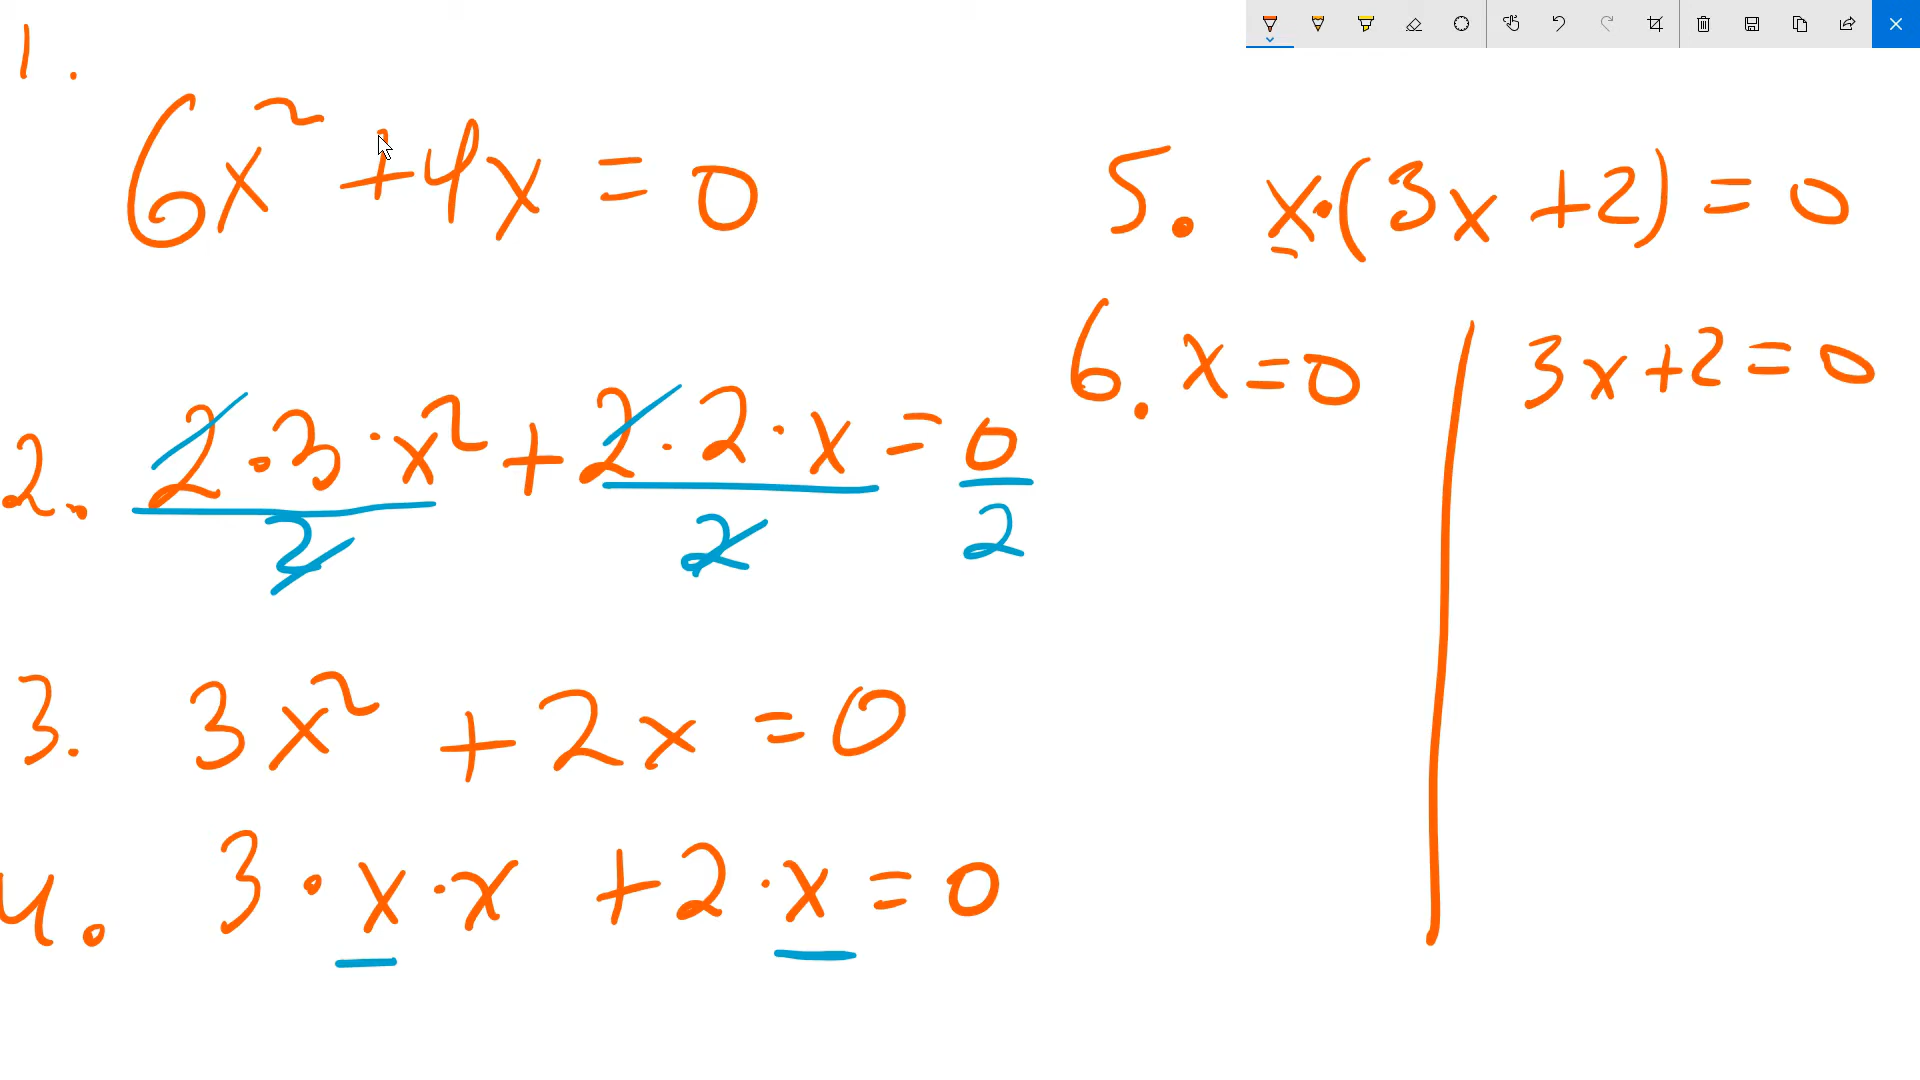 1.
6x² + 4x = 0
2. 2·3·x²/2 + 2·2·x/2 = 0/2
3. 3x² + 2x = 0
4. 3·x·x + 2·x = 0
5. x·(3x + 2) = 0
6. x = 0 | 3x + 2 = 0